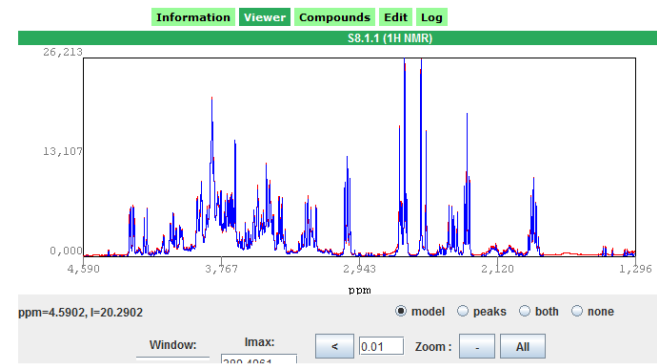 Information Viewer Compounds Edit Log
S8.1.1 (1H NMR)
26,213
13,107
0,000
4,590 3,767 2,943 2,120 1,296
ppm
ppm=4.5902, I=20.2902 model peaks both none
Window: Imax: < 0.01 Zoom : - All